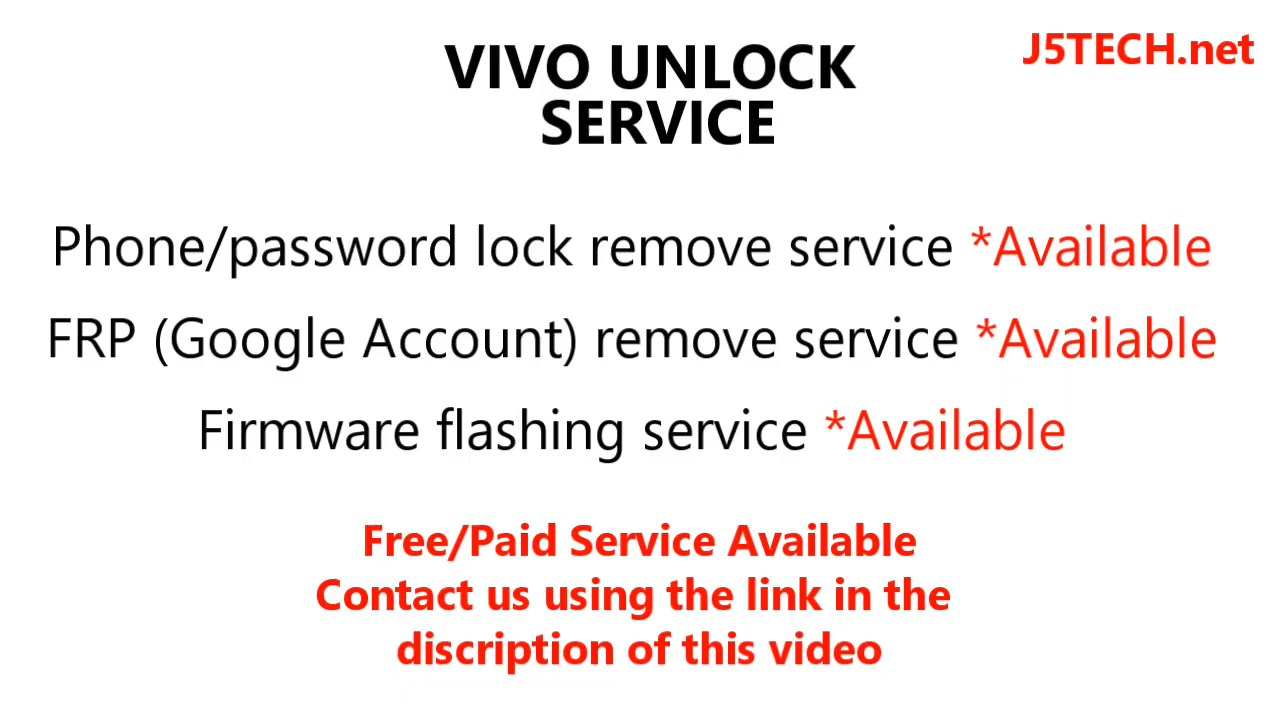 VIVO UNLOCK
SERVICE
J5TECH.net
Phone/password lock remove service *Available
FRP (Google Account) remove service *Available
Firmware flashing service *Available
Free/Paid Service Available
Contact us using the link in the
discription of this video